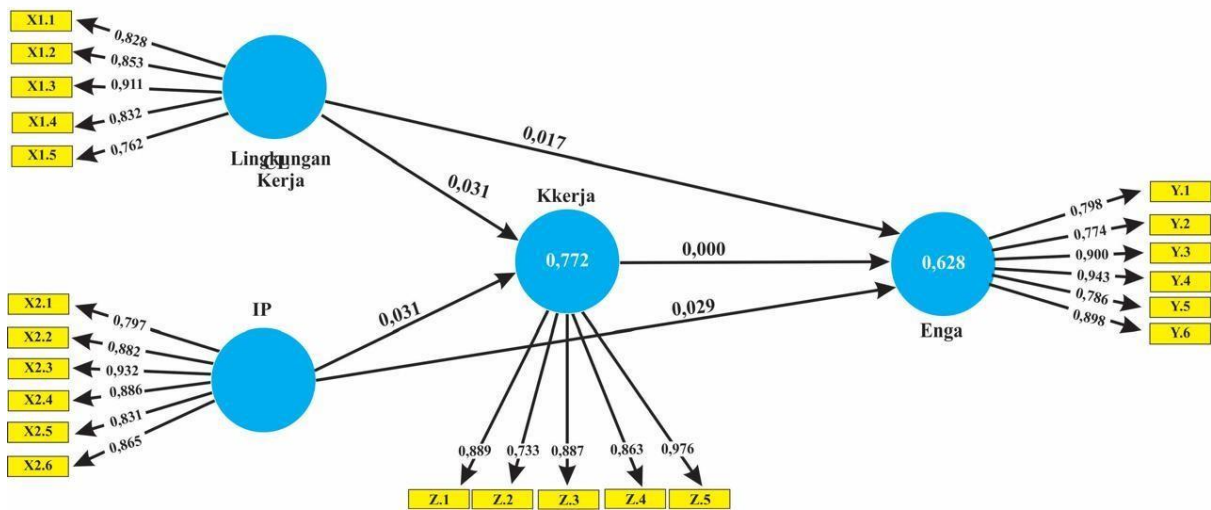 X1.1
0,828
X1.2
0,853
X1.3
0,911
X1.4
0,832
X1.5
0,762
CL
Lingkungan
Kerja
0,017
0,031
Kkerja
0,772
0,000
0,628
Enga
Y.1
0,798
Y.2
0,774
Y.3
0,900
Y.4
0,943
Y.5
0,786
Y.6
0,898
IP
X2.1
0,797
X2.2
0,882
X2.3
0,932
X2.4
0,886
X2.5
0,831
X2.6
0,865
0,031
0,029
0,889
0,733
0,887
0,863
0,976
Z.1
Z.2
Z.3
Z.4
Z.5